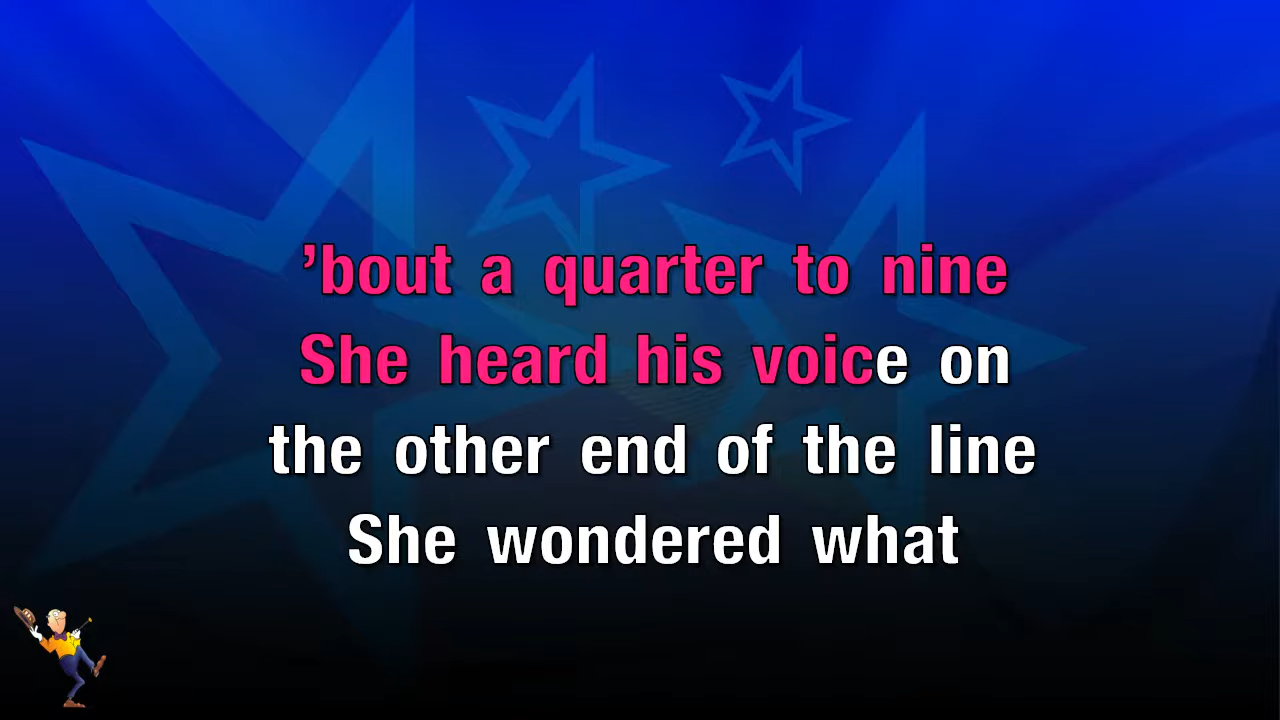 ’bout a quarter to nine
She heard his voice on
the other end of the line
She wondered what